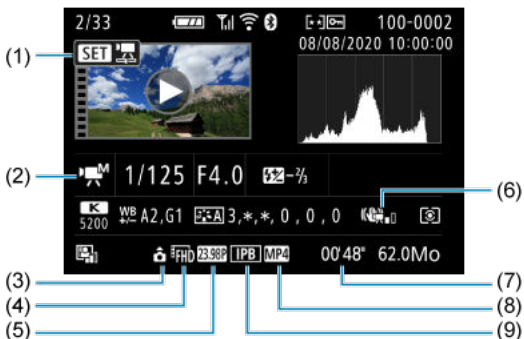 2/33 100-0002
08/08/2020 10:00:00
(1) SET
(2) M 1/125 F4.0 -2/3
(6)
K 5200 WB +/- A2,G1 A 3,*,*, 0 , 0 , 0
(3) FHD 23.98P IPB MP4 00'48" 62.0Mo (7)
(4) (8)
(5) (9)